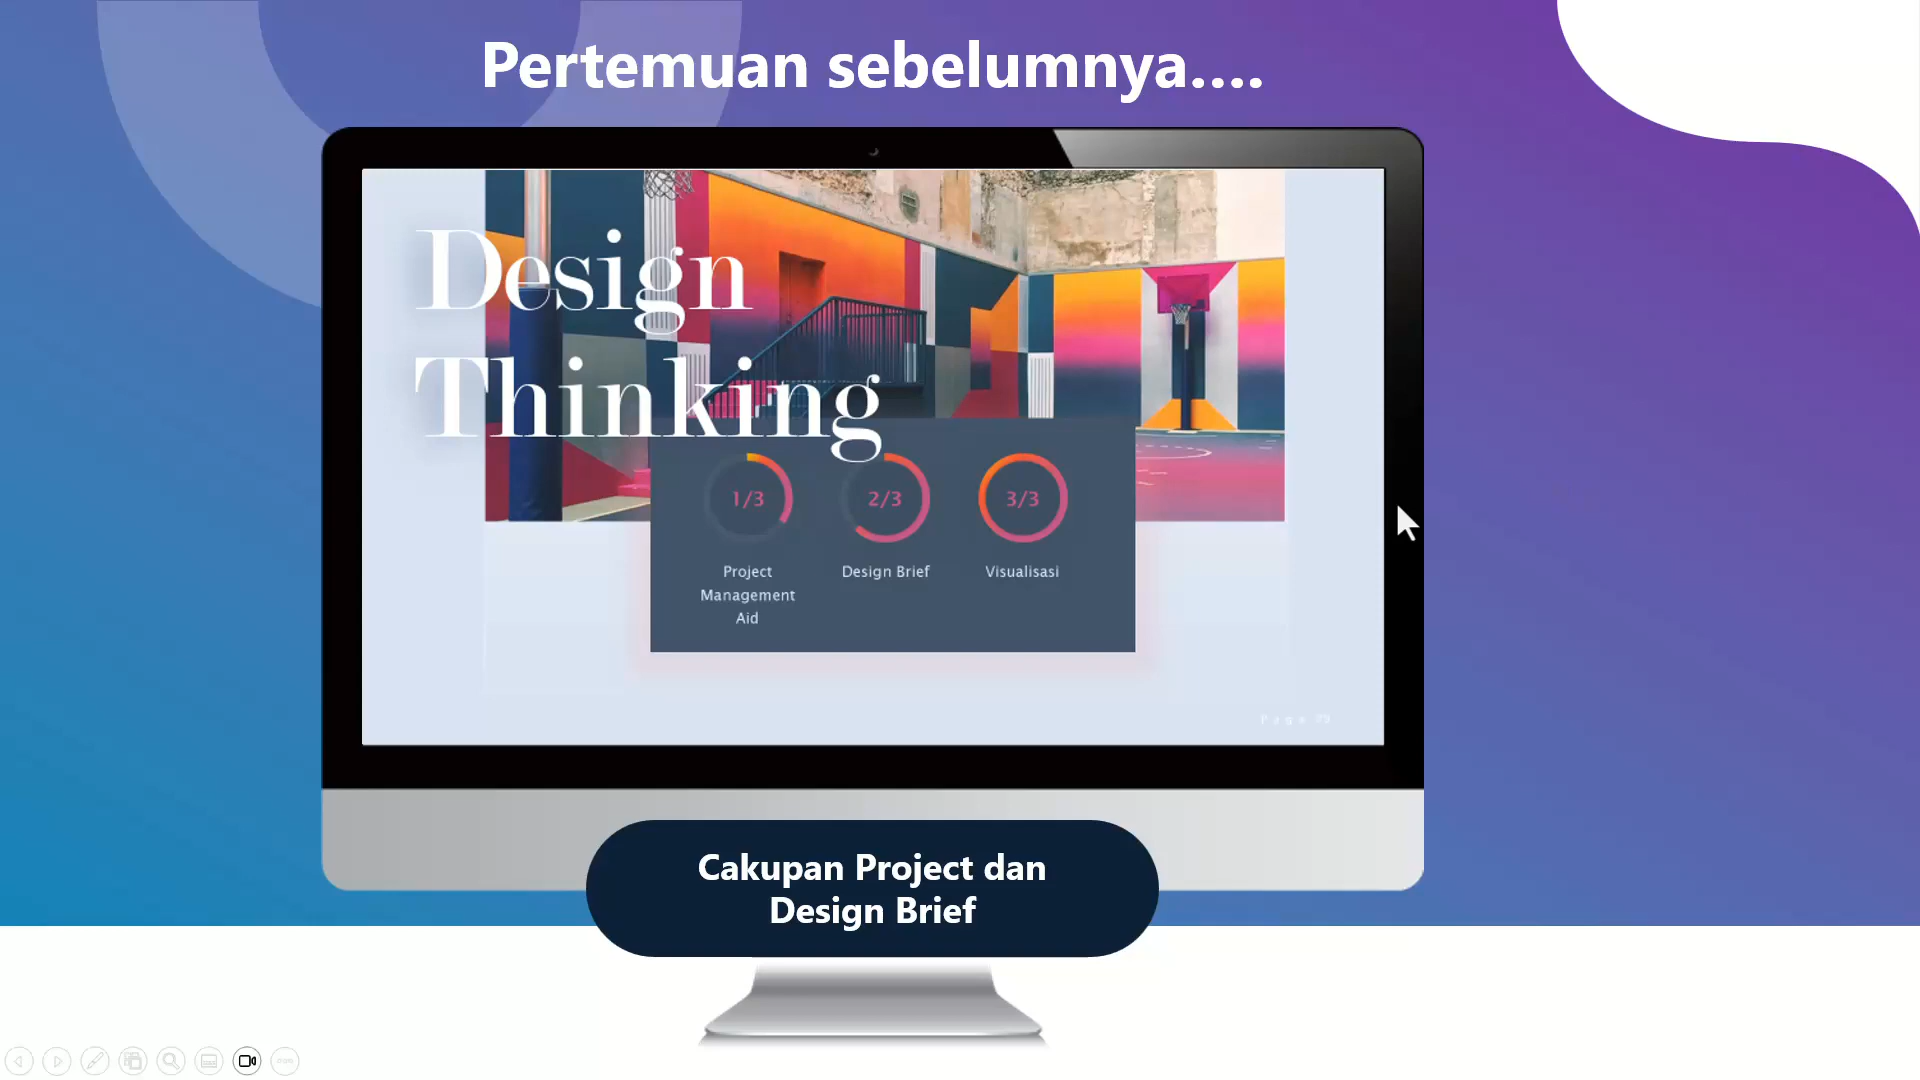 Pertemuan sebelumnya....
Design
Thinking
1/3
2/3
3/3
Project
Management
Aid
Design Brief
Visualisasi
Cakupan Project dan
Design Brief